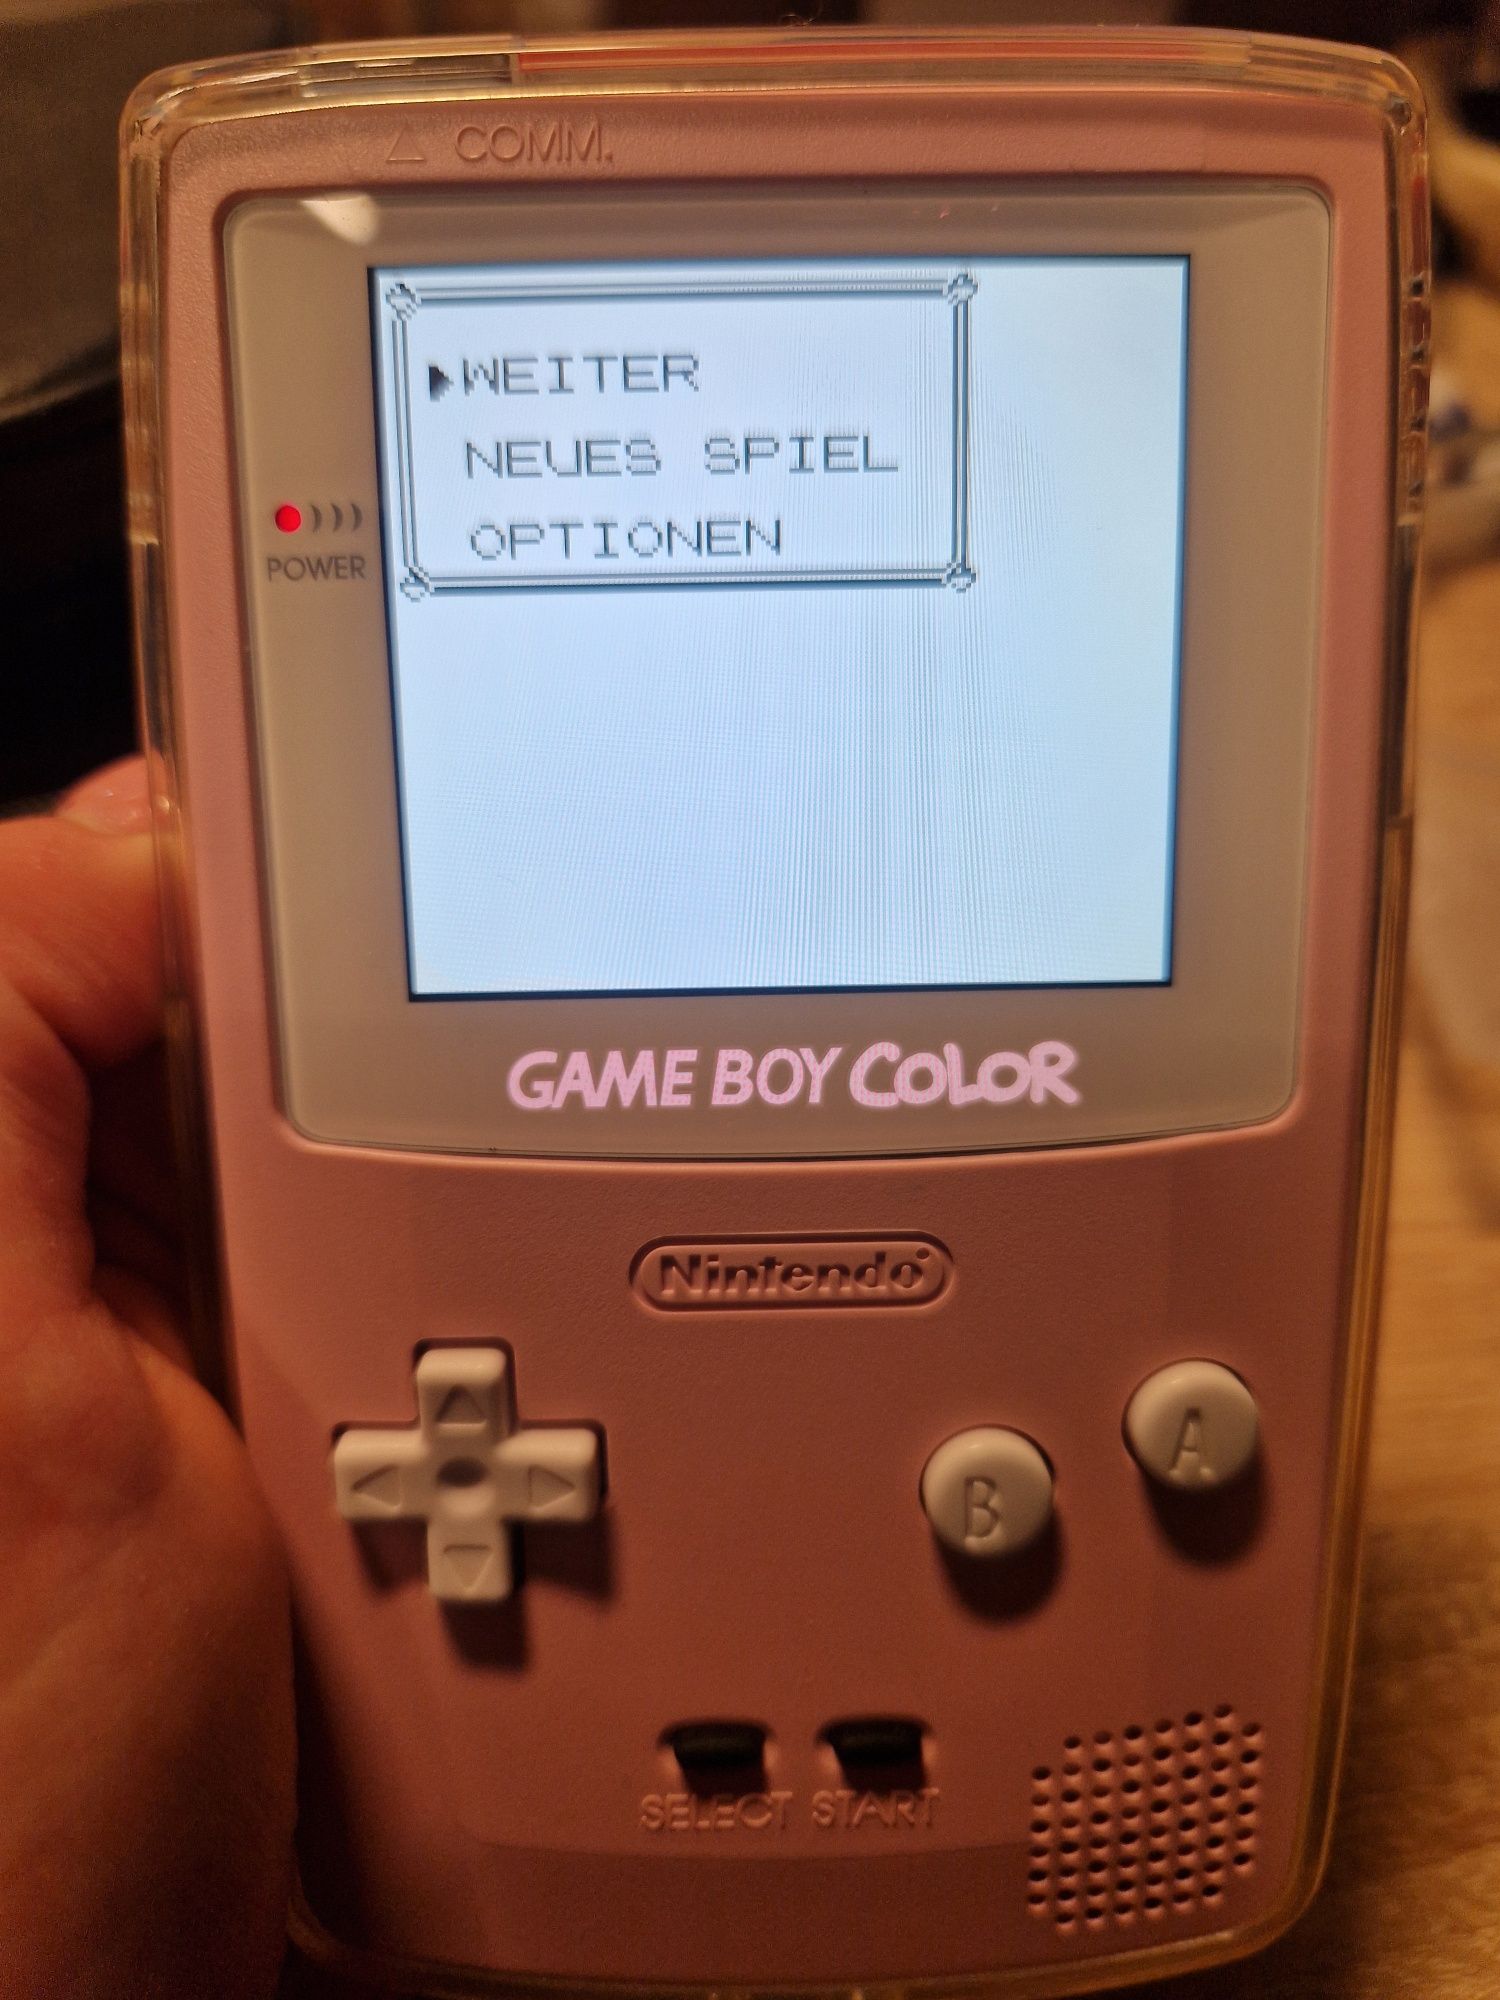 COMM.
WEITER
NEUES SPIEL
OPTIONEN
POWER
GAME BOY COLOR
Nintendo
A
B
SELECT START